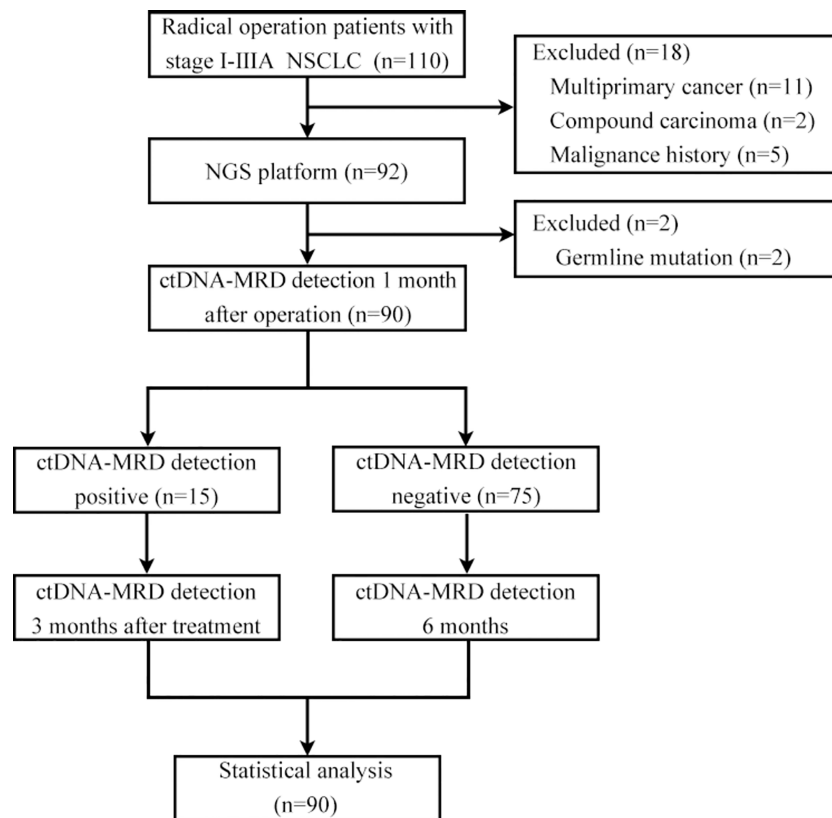 Radical operation patients with
stage I-IIIA NSCLC (n=110)
Excluded (n=18)
Multiprimary cancer (n=11)
Compound carcinoma (n=2)
Malignance history (n=5)
NGS platform (n=92)
Excluded (n=2)
Germline mutation (n=2)
ctDNA-MRD detection 1 month
after operation (n=90)
ctDNA-MRD detection
positive (n=15)
ctDNA-MRD detection
negative (n=75)
ctDNA-MRD detection
3 months after treatment
ctDNA-MRD detection
6 months
Statistical analysis
(n=90)